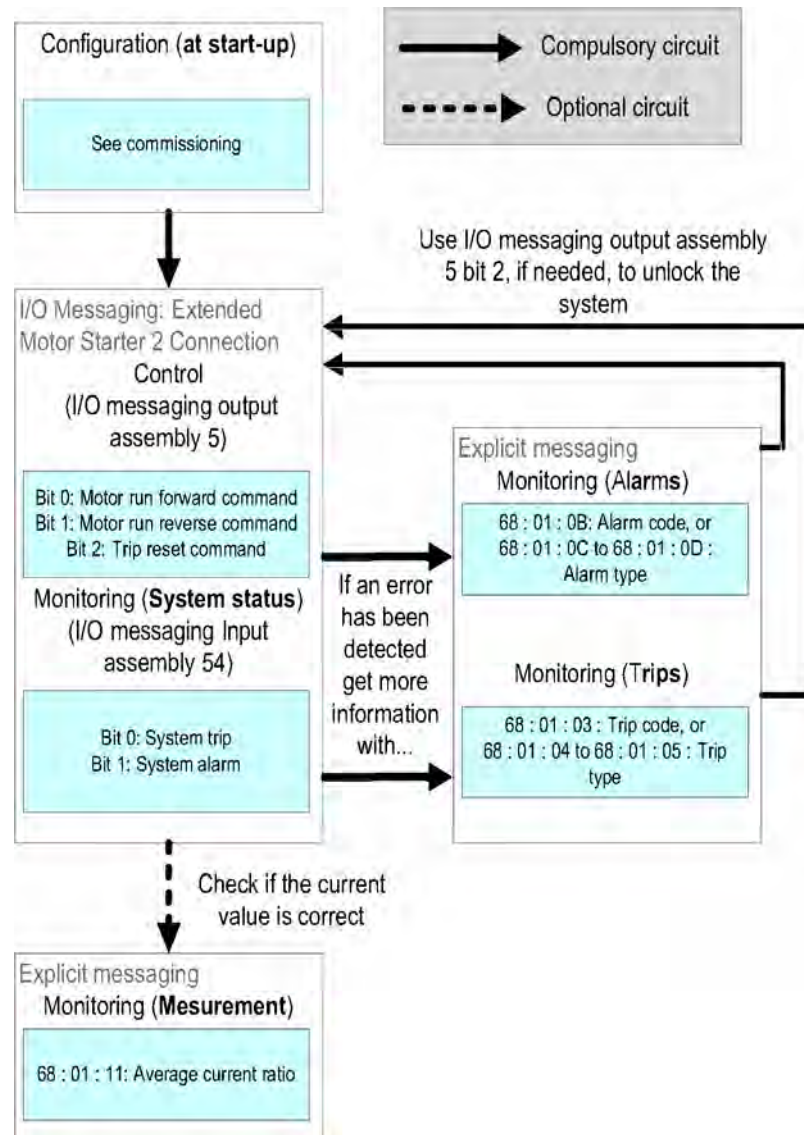 Configuration (at start-up)
See commissioning
Compulsory circuit
Optional circuit
Use I/O messaging output assembly
5 bit 2, if needed, to unlock the
system
I/O Messaging: Extended
Motor Starter 2 Connection
Control
(I/O messaging output
assembly 5)
Bit 0: Motor run forward command
Bit 1: Motor run reverse command
Bit 2: Trip reset command
Monitoring (System status)
(I/O messaging Input
assembly 54)
Bit 0: System trip
Bit 1: System alarm
If an error
has been
detected
get more
information
with...
Explicit messaging
Monitoring (Alarms)
68 : 01 : 0B: Alarm code, or
68 : 01 : 0C to 68 : 01 : 0D :
Alarm type
Monitoring (Trips)
68 : 01 : 03 : Trip code, or
68 : 01 : 04 to 68 : 01 : 05 : Trip
type
Check if the current
value is correct
Explicit messaging
Monitoring (Mesurement)
68 : 01 : 11: Average current ratio